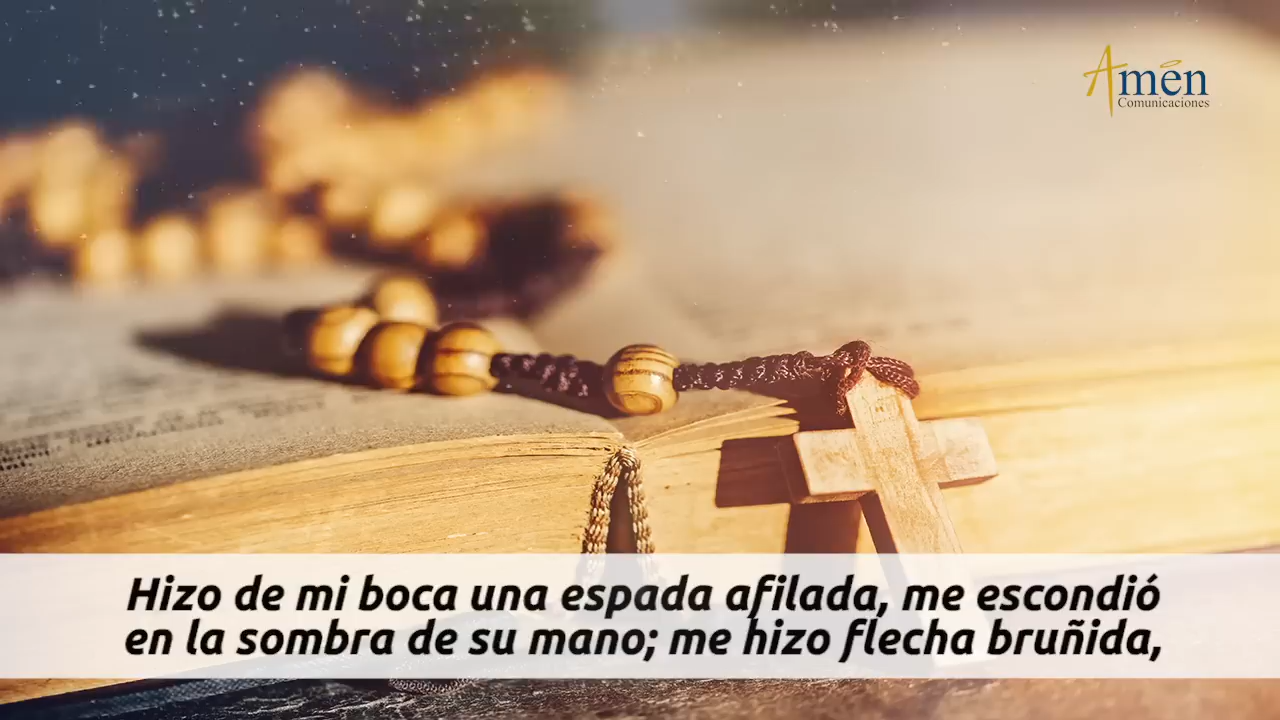 Amén
Comunicaciones
Hizo de mi boca una espada afilada, me escondió
en la sombra de su mano; me hizo flecha bruñida,